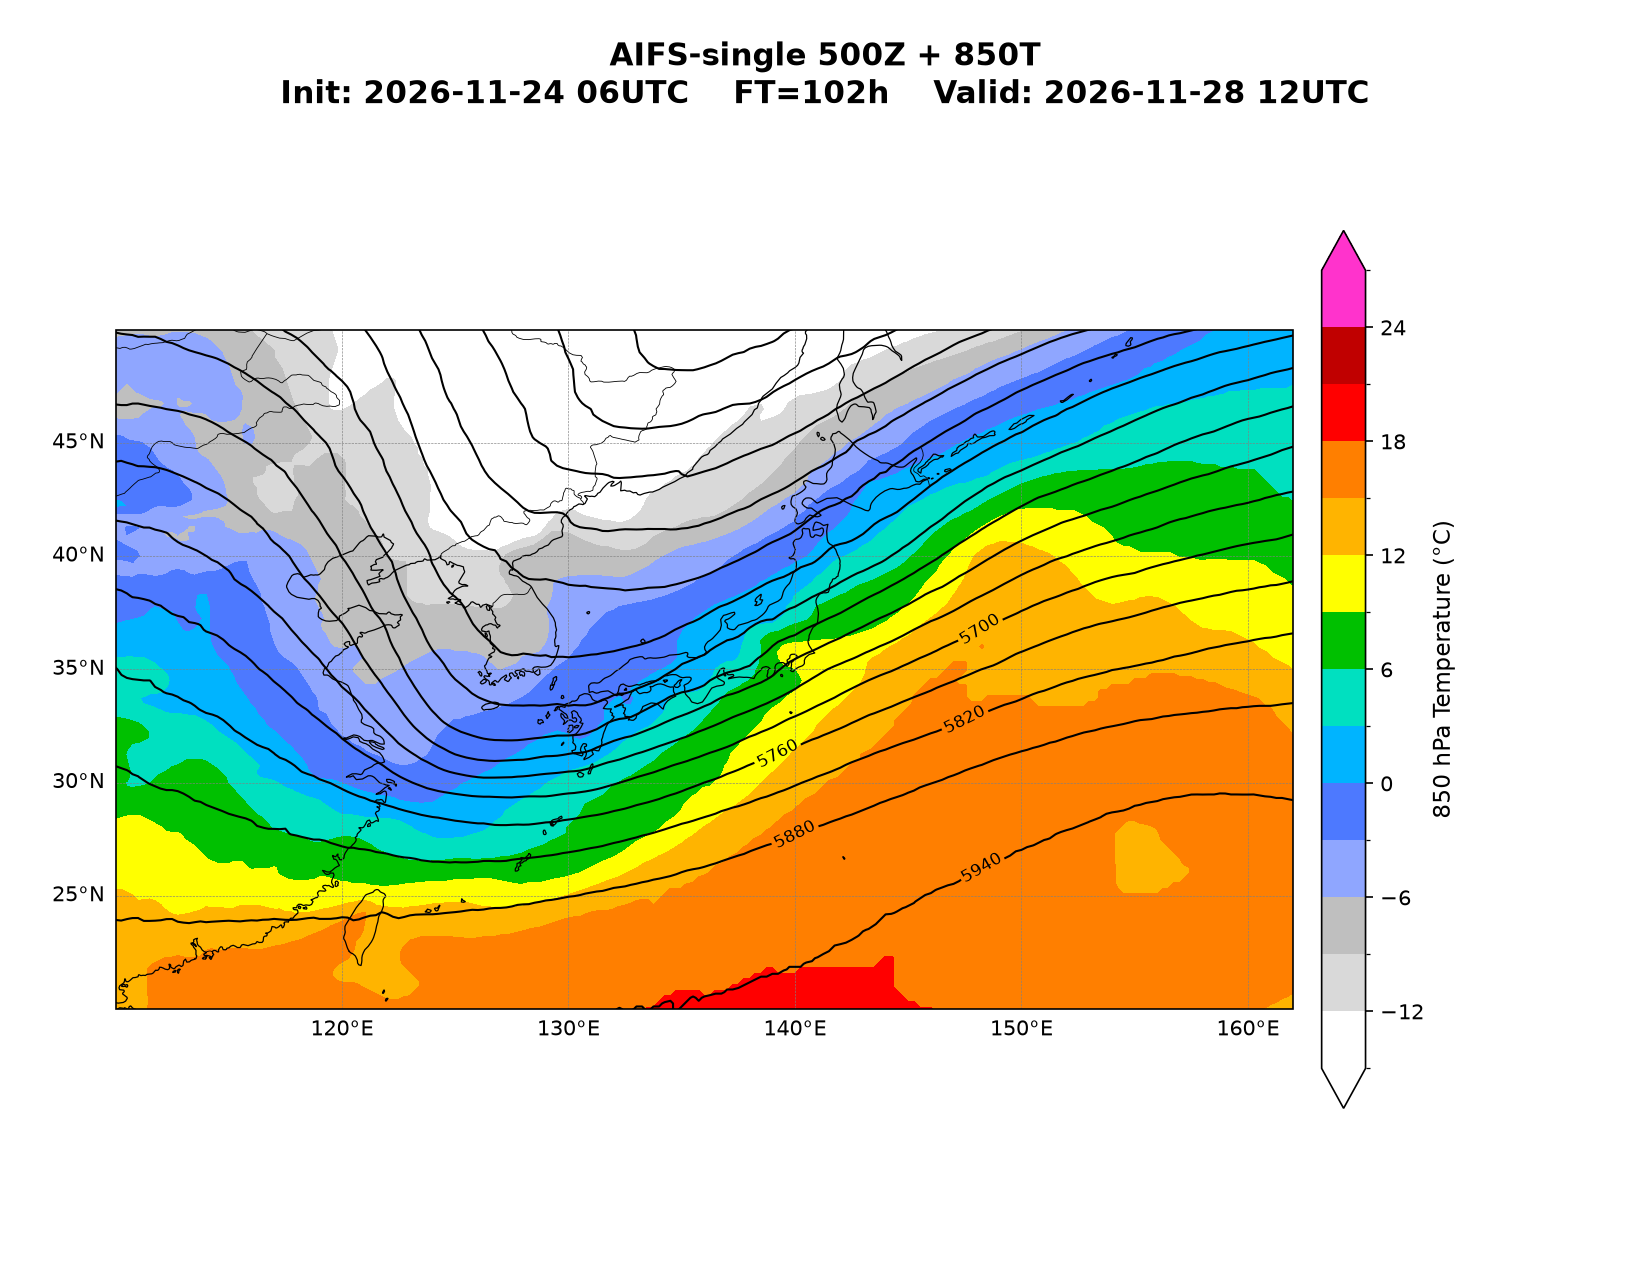 AIFS-single 500Z + 850T
Init: 2026-11-24 06UTC    FT=102h    Valid: 2026-11-28 12UTC
45°N
40°N
35°N
30°N
25°N
120°E
130°E
140°E
150°E
160°E
5700
5820
5760
5880
5940
24
18
12
6
0
−6
−12
850 hPa Temperature (°C)